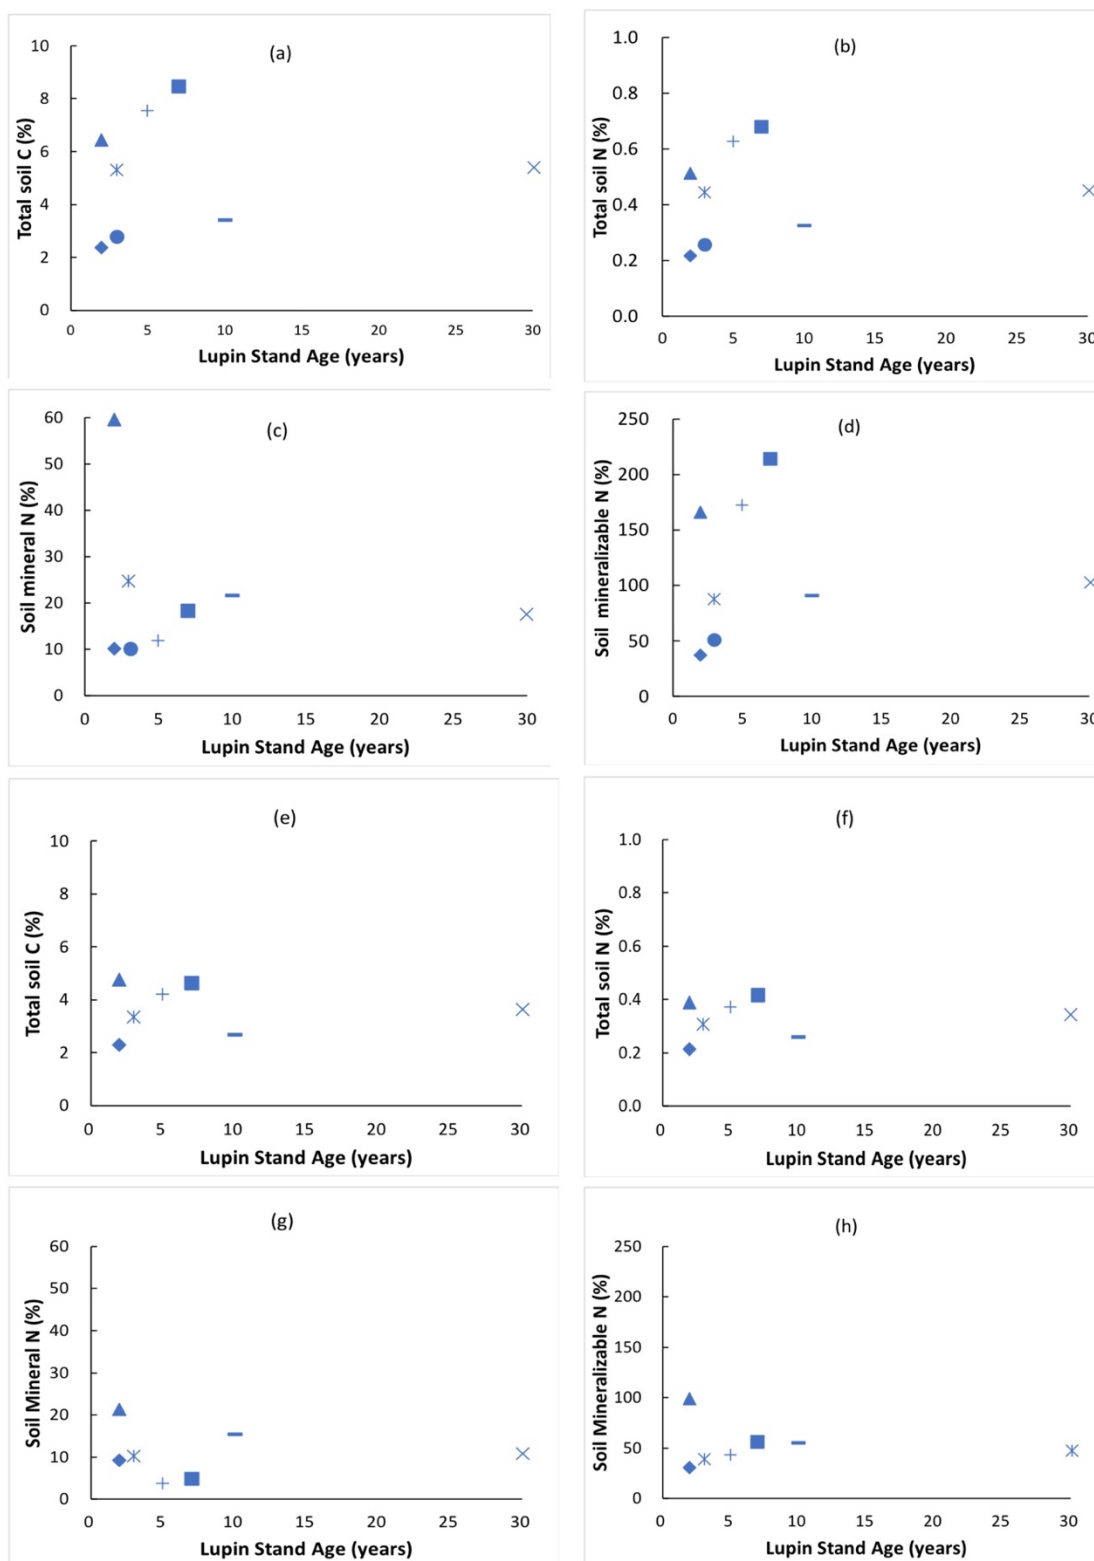 (a)
Total soil C (%)
10
8
6
4
2
0
0 5 10 15 20 25 30
Lupin Stand Age (years)
(b)
Total soil N (%)
1.0
0.8
0.6
0.4
0.2
0.0
0 5 10 15 20 25 30
Lupin Stand Age (years)
(c)
Soil mineral N (%)
60
50
40
30
20
10
0
0 5 10 15 20 25 30
Lupin Stand Age (years)
(d)
Soil mineralizable N (%)
250
200
150
100
50
0
0 5 10 15 20 25 30
Lupin Stand Age (years)
(e)
Total soil C (%)
10
8
6
4
2
0
0 5 10 15 20 25 30
Lupin Stand Age (years)
(f)
Total soil N (%)
1.0
0.8
0.6
0.4
0.2
0.0
0 5 10 15 20 25 30
Lupin Stand Age (years)
(g)
Soil Mineral N (%)
60
50
40
30
20
10
0
0 5 10 15 20 25 30
Lupin Stand Age (years)
(h)
Soil Mineralizable N (%)
250
200
150
100
50
0
0 5 10 15 20 25 30
Lupin Stand Age (years)